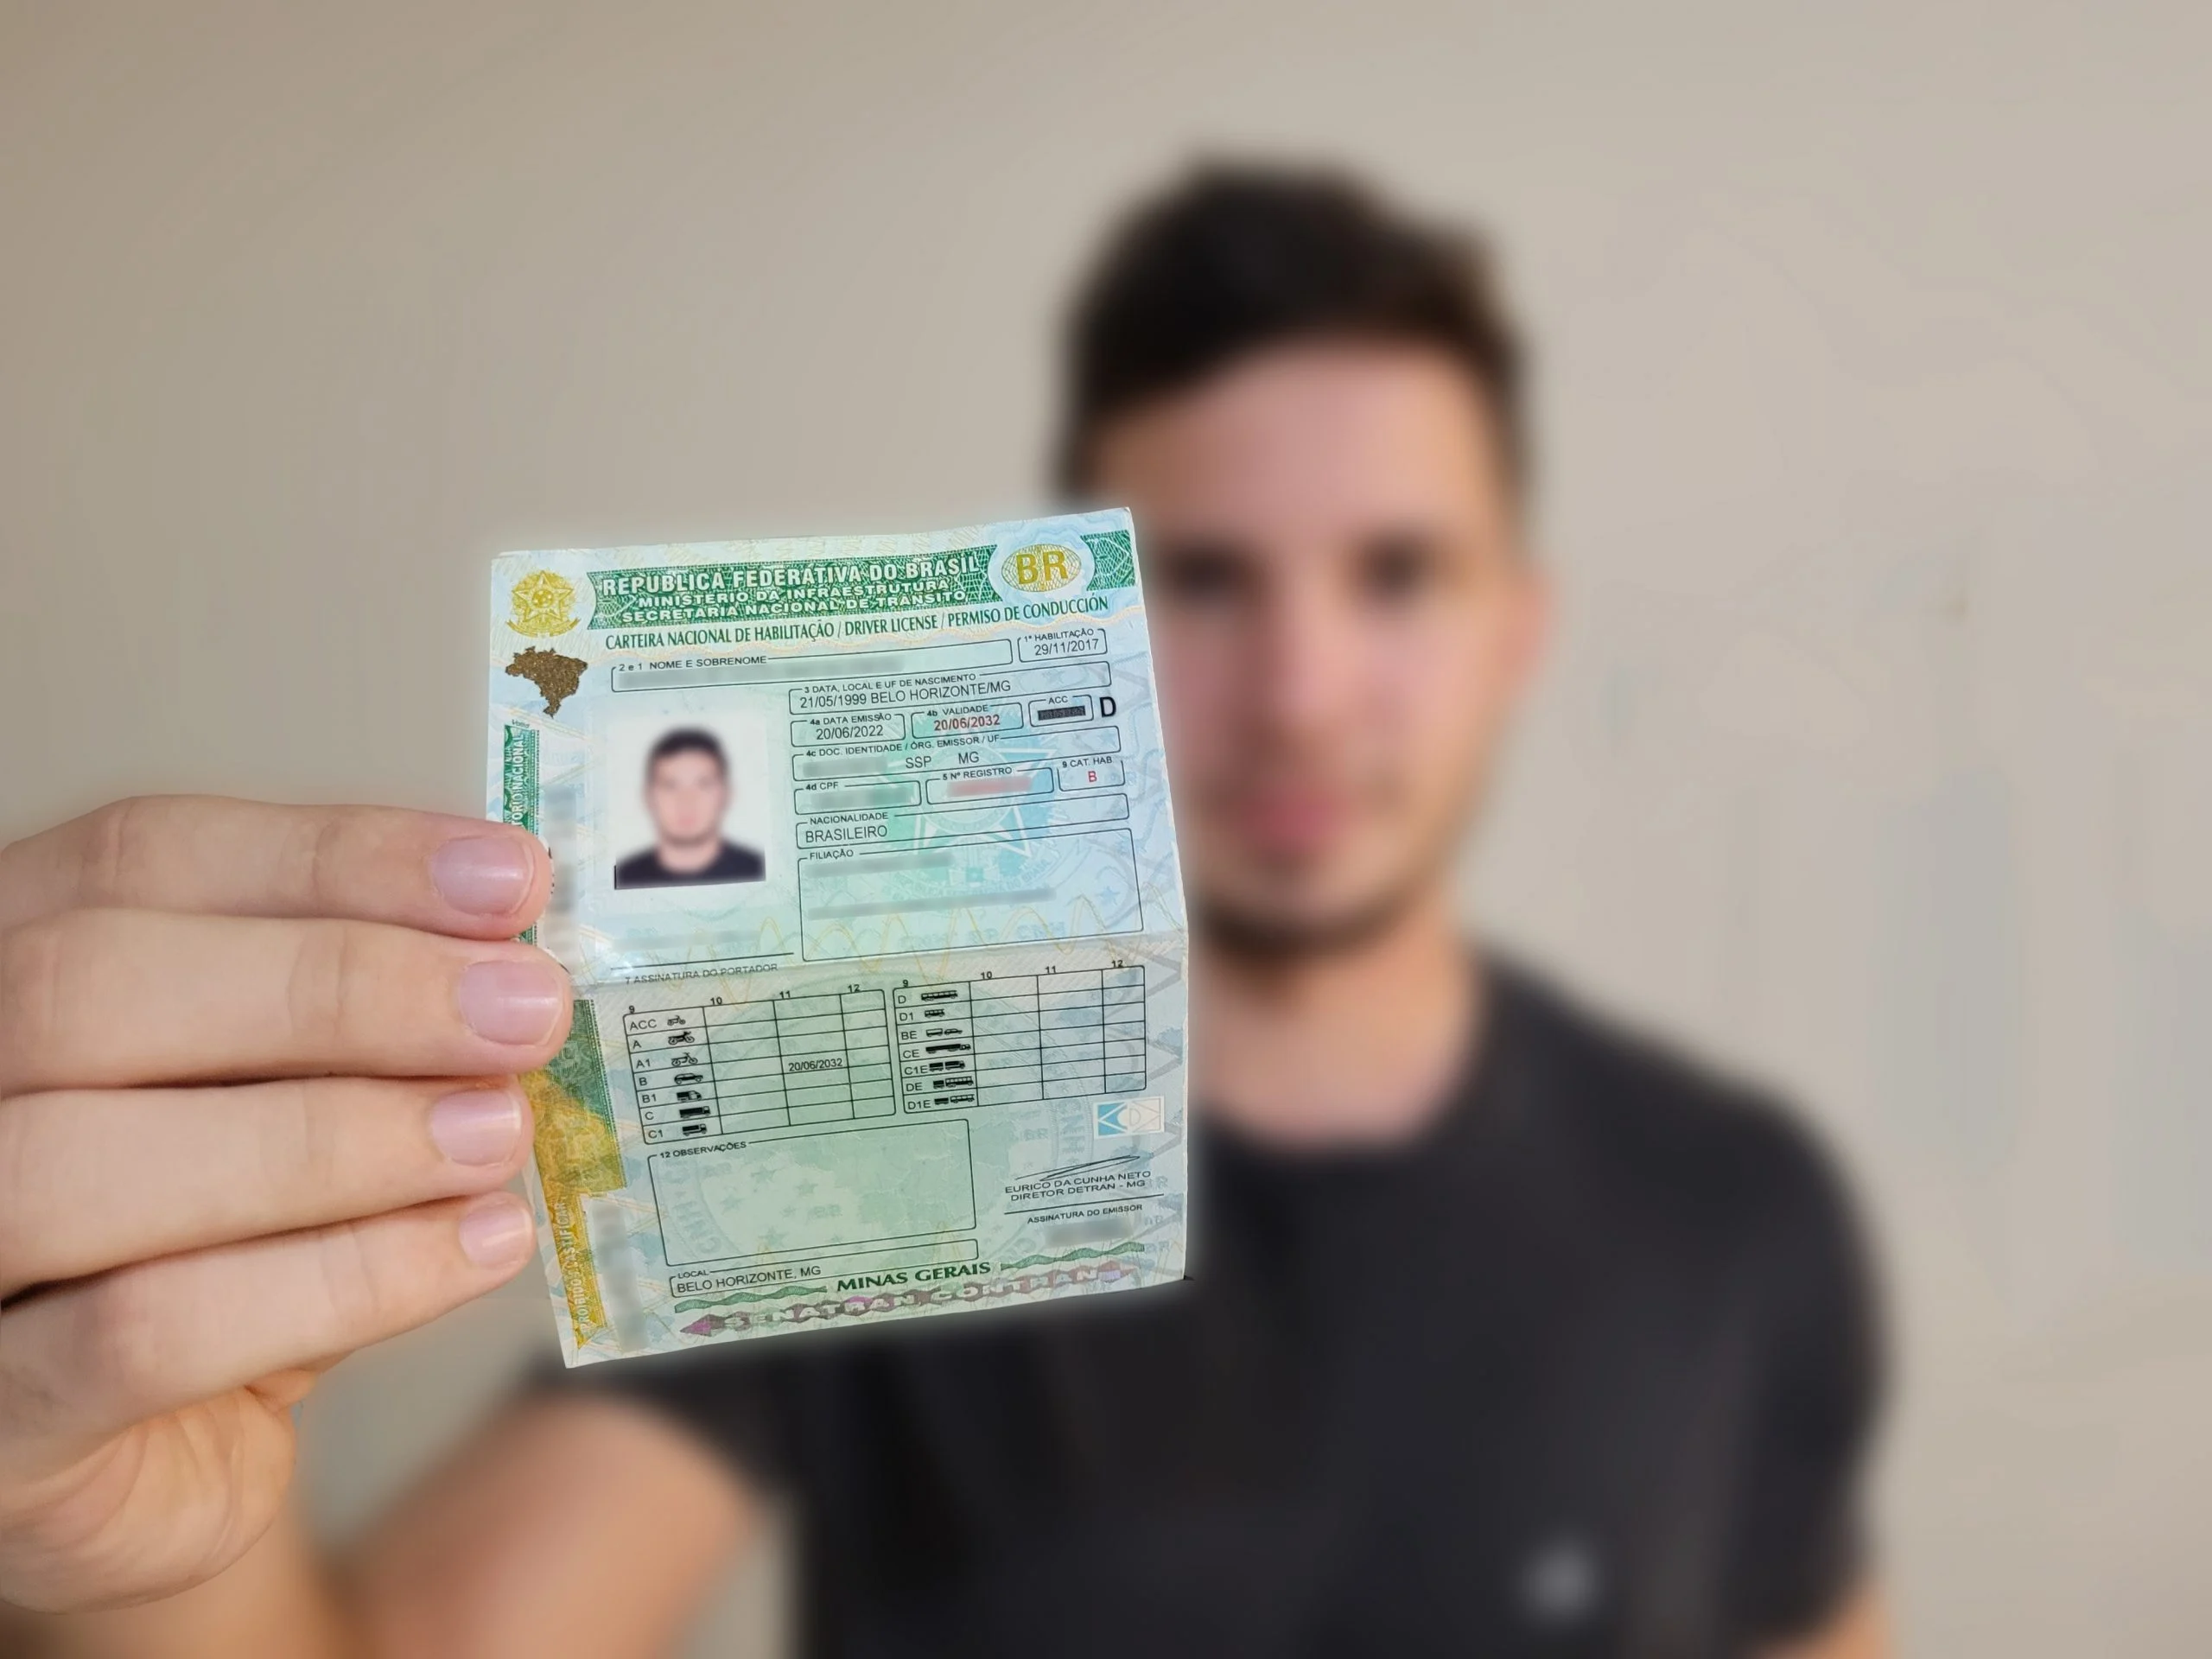 REPÚBLICA FEDERATIVA DO BRASIL
BR
MINISTÉRIO DA INFRAESTRUTURA
SECRETARIA NACIONAL DE TRÂNSITO
CARTEIRA NACIONAL DE HABILITAÇÃO / DRIVER LICENSE / PERMISO DE CONDUCCIÓN
2 e 1 NOME E SOBRENOME
1ª HABILITAÇÃO
29/11/2017
3 DATA, LOCAL E UF DE NASCIMENTO
21/05/1999 BELO HORIZONTE/MG
4a DATA EMISSÃO
20/06/2022
4b VALIDADE
20/06/2032
ACC
D
4c DOC. IDENTIDADE / ÓRG. EMISSOR / UF
SSP MG
4d CPF
5 Nº REGISTRO
9 CAT. HAB
B
NACIONALIDADE
BRASILEIRO
FILIAÇÃO
7 ASSINATURA DO PORTADOR
9 10 11 12
ACC
A
A1
B 20/06/2032
B1
C
C1
9 10 11 12
D
D1
BE
CE
C1E
DE
D1E
12 OBSERVAÇÕES
EURICO DA CUNHA NETO
DIRETOR DETRAN - MG
ASSINATURA DO EMISSOR
LOCAL
BELO HORIZONTE, MG
MINAS GERAIS
SENATRAN CONTRAN